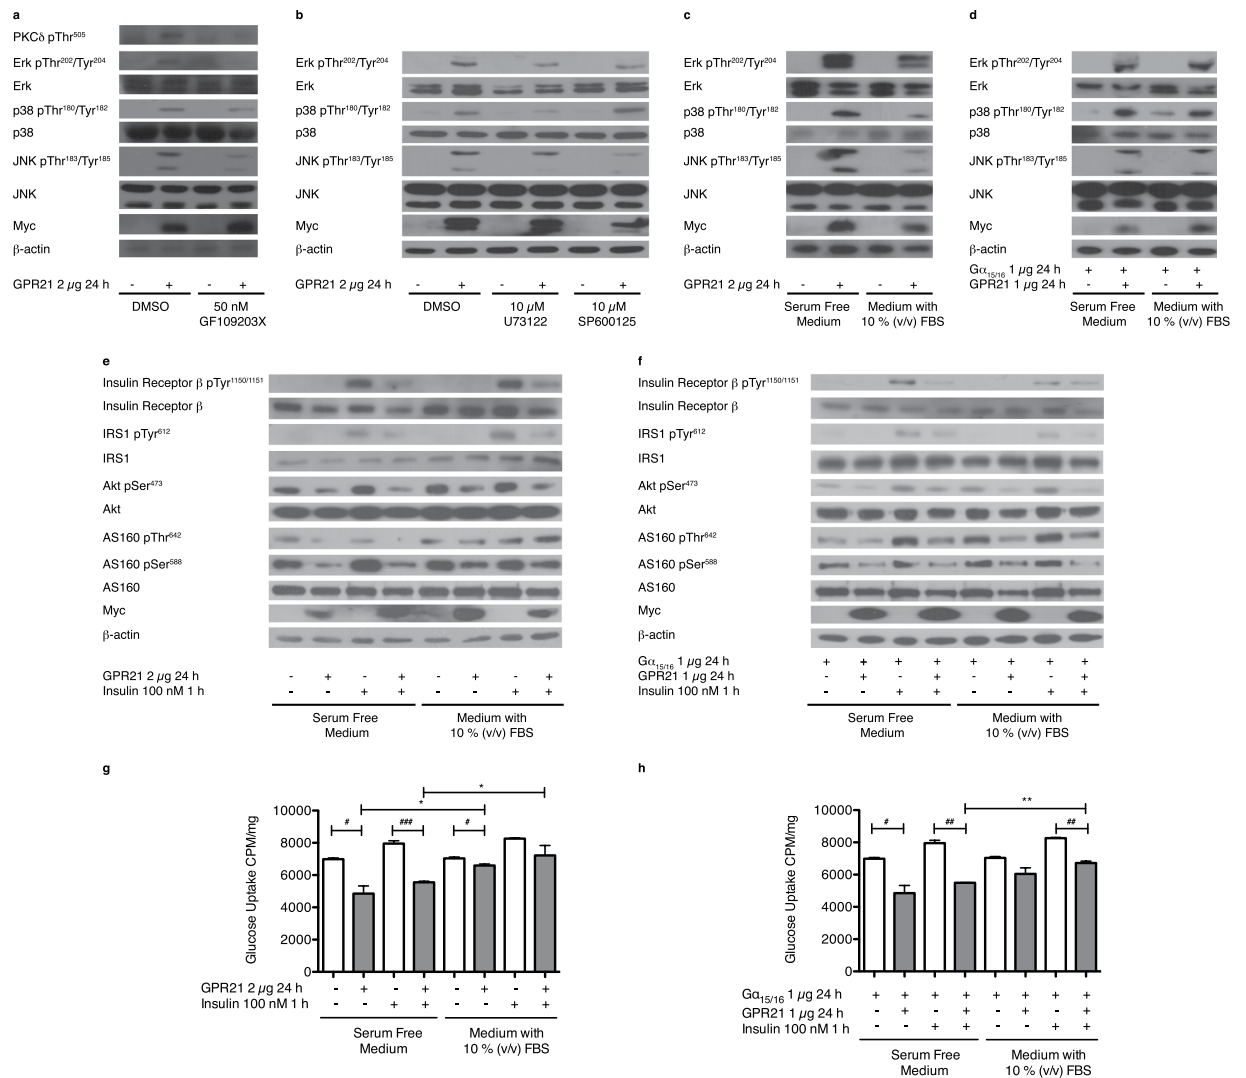 a
PKCδ pThr505
Erk pThr202/Tyr204
Erk
p38 pThr180/Tyr182
p38
JNK pThr183/Tyr185
JNK
Myc
β-actin
GPR21 2 µg 24 h - + - +
DMSO 50 nM
GF109203X
b
Erk pThr202/Tyr204
Erk
p38 pThr180/Tyr182
p38
JNK pThr183/Tyr185
JNK
Myc
β-actin
GPR21 2 µg 24 h - + - + - +
DMSO 10 µM 10 µM
U73122 SP600125
c
Erk pThr202/Tyr204
Erk
p38 pThr180/Tyr182
p38
JNK pThr183/Tyr185
JNK
Myc
β-actin
GPR21 2 µg 24 h - + - +
Serum Free Medium with
Medium 10 % (v/v) FBS
d
Erk pThr202/Tyr204
Erk
p38 pThr180/Tyr182
p38
JNK pThr183/Tyr185
JNK
Myc
β-actin
Gα15/16 1 µg 24 h + + + +
GPR21 1 µg 24 h - + - +
Serum Free Medium with
Medium 10 % (v/v) FBS
e
Insulin Receptor β pTyr1150/1151
Insulin Receptor β
IRS1 pTyr612
IRS1
Akt pSer473
Akt
AS160 pThr642
AS160 pSer588
AS160
Myc
β-actin
GPR21 2 µg 24 h - + - + - + - +
Insulin 100 nM 1 h - - + + - - + +
Serum Free Medium with
Medium 10 % (v/v) FBS
f
Insulin Receptor β pTyr1150/1151
Insulin Receptor β
IRS1 pTyr612
IRS1
Akt pSer473
Akt
AS160 pThr642
AS160 pSer588
AS160
Myc
β-actin
Gα15/16 1 µg 24 h + + + + + + + +
GPR21 1 µg 24 h - + - + - + - +
Insulin 100 nM 1 h - - + + - - + +
Serum Free Medium with
Medium 10 % (v/v) FBS
g
*
*
# ### #
Glucose Uptake CPM/mg
10000
8000
6000
4000
2000
0
GPR21 2 µg 24 h - + - + - + - +
Insulin 100 nM 1 h - - + + - - + +
Serum Free Medium with
Medium 10 % (v/v) FBS
h
**
# ## ##
Glucose Uptake CPM/mg
10000
8000
6000
4000
2000
0
Gα15/16 1 µg 24 h + + + + + + + +
GPR21 1 µg 24 h - + - + - + - +
Insulin 100 nM 1 h - - + + - - + +
Serum Free Medium with
Medium 10 % (v/v) FBS